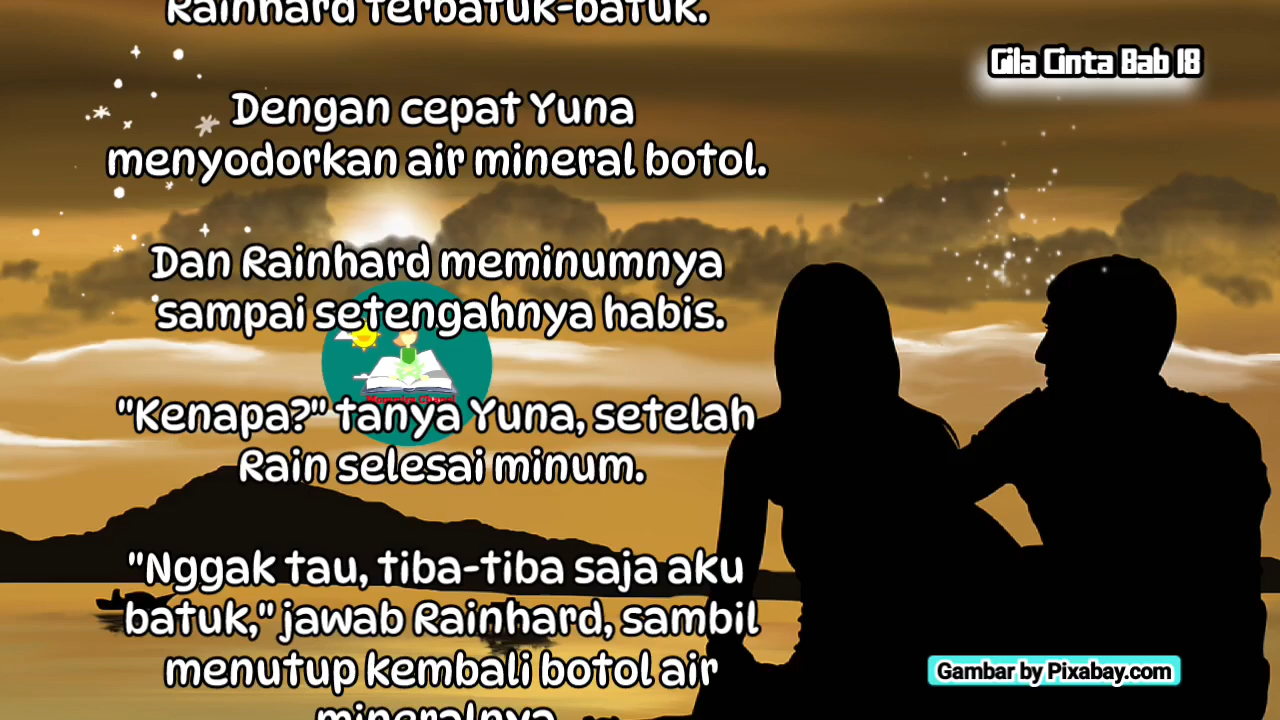 Rainhard terbatuk-batuk.
Gila Cinta Bab 18
Dengan cepat Yuna
menyodorkan air mineral botol.
Dan Rainhard meminumnya
sampai setengahnya habis.
"Kenapa?" tanya Yuna, setelah
Rain selesai minum.
"Nggak tau, tiba-tiba saja aku
batuk," jawab Rainhard, sambil
menutup kembali botol air
mineralnya.
Gambar by Pixabay.com